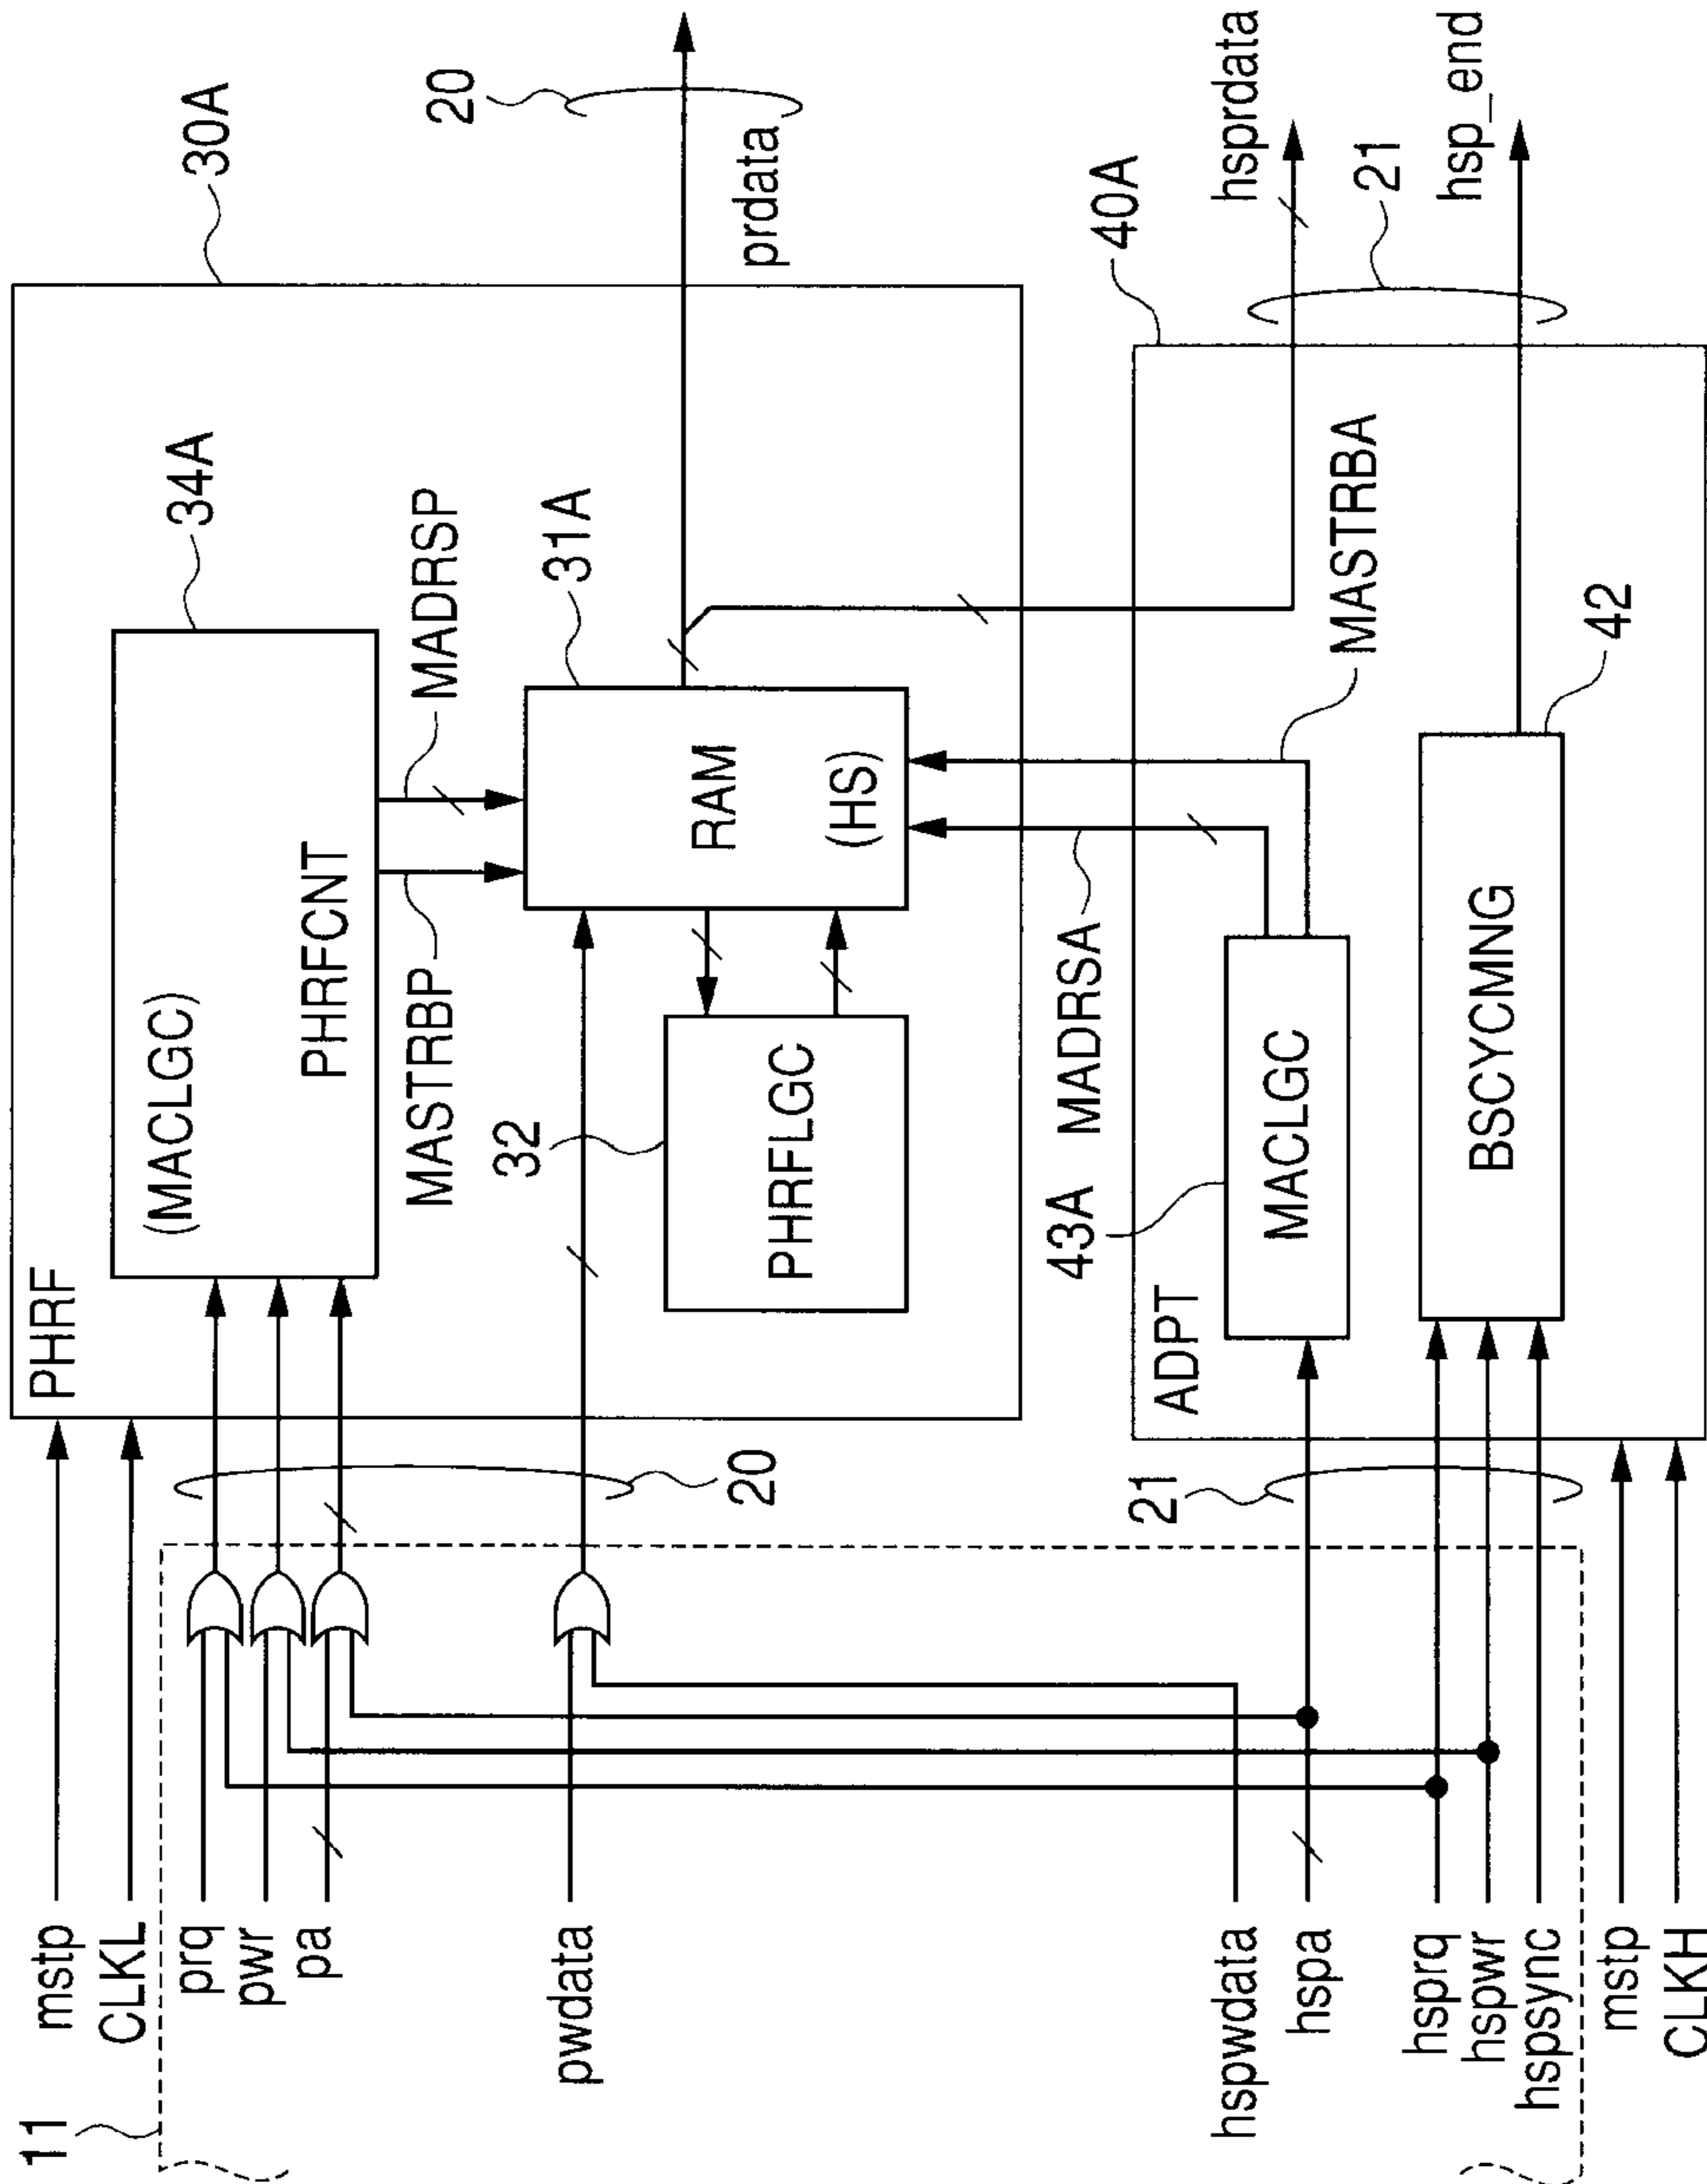 11
mstp
CLKL
prq
pwr
pa
pwdata
hspwdata
hspa
hsprq
hspwr
hspsync
mstp
CLKH
20
21
PHRF
30A
(MACLGC)
PHRFCNT
34A
MASTRBP
MADRSP
32
PHRFLGC
RAM
(HS)
31A
20
prdata
ADPT
40A
43A
MACLGC
MADRSA
MASTRBA
BSCYCMNG
42
hsprdata
21
hsp_end